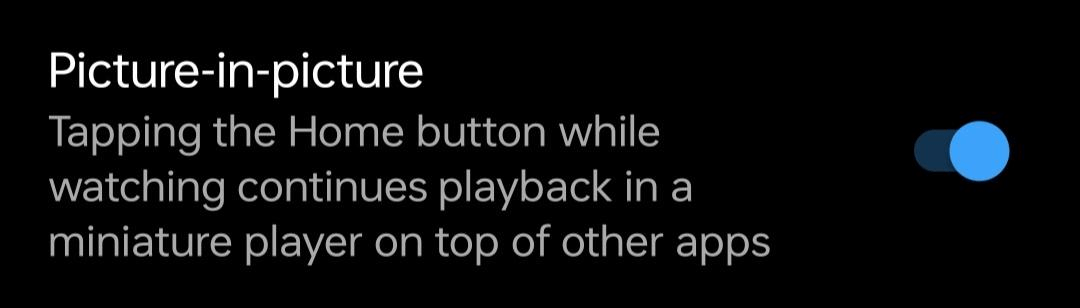 Picture-in-picture
Tapping the Home button while
watching continues playback in a
miniature player on top of other apps